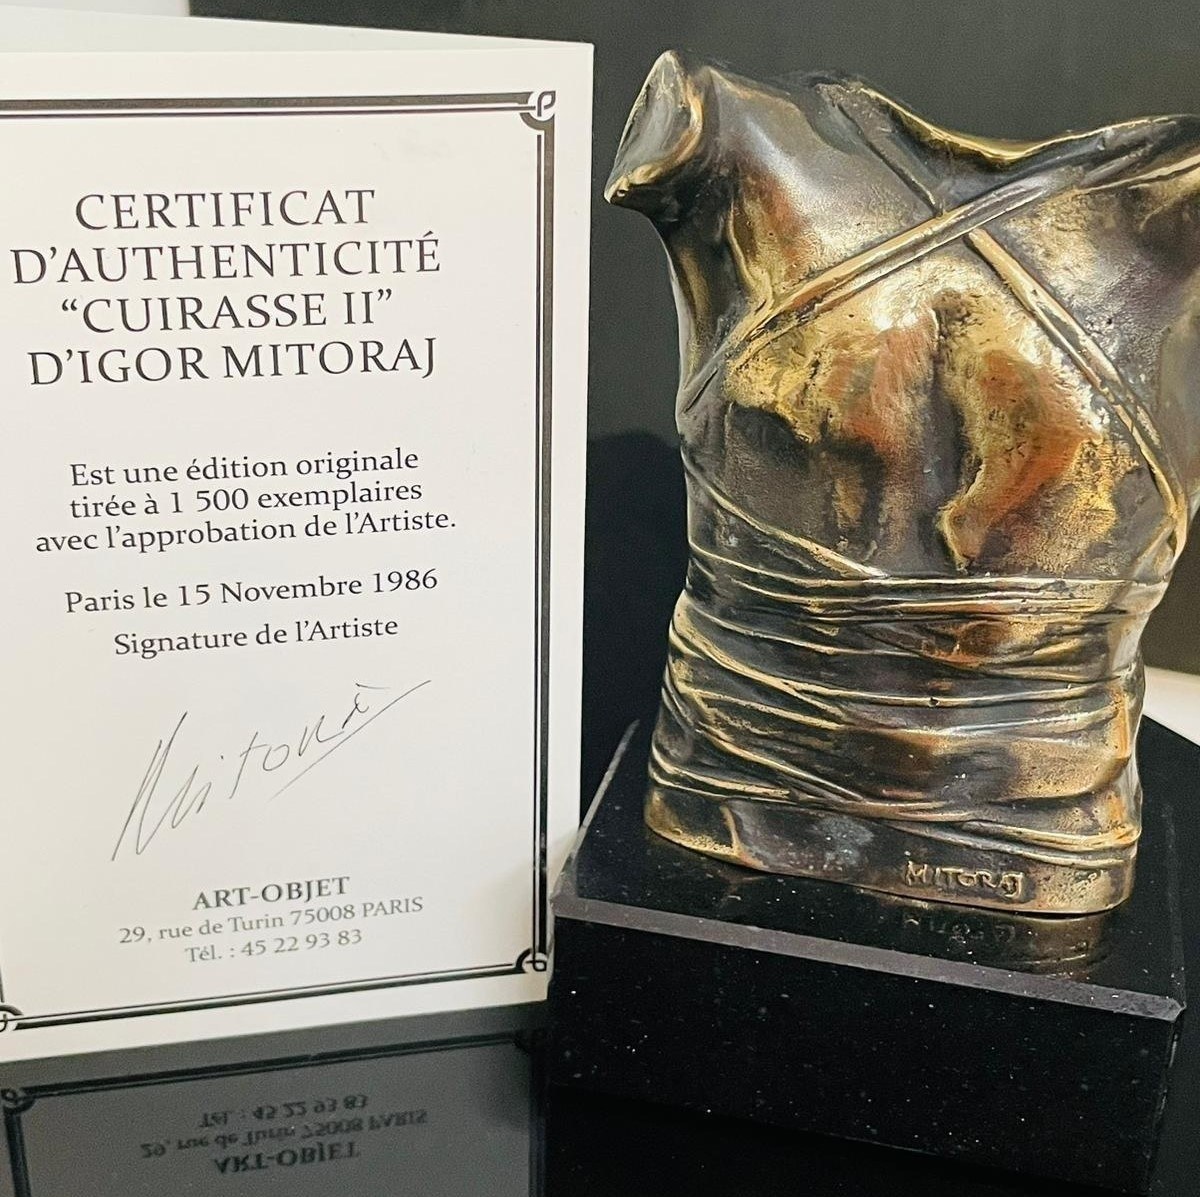 CERTIFICAT
D'AUTHENTICITÉ
“CUIRASSE II”
D'IGOR MITORAJ
Est une édition originale
tirée à 1 500 exemplaires
avec l'approbation de l'Artiste.
Paris le 15 Novembre 1986
Signature de l'Artiste
Mitoraj
ART-OBJET
29, rue de Turin 75008 PARIS
Tél. : 45 22 93 83
MITORAJ